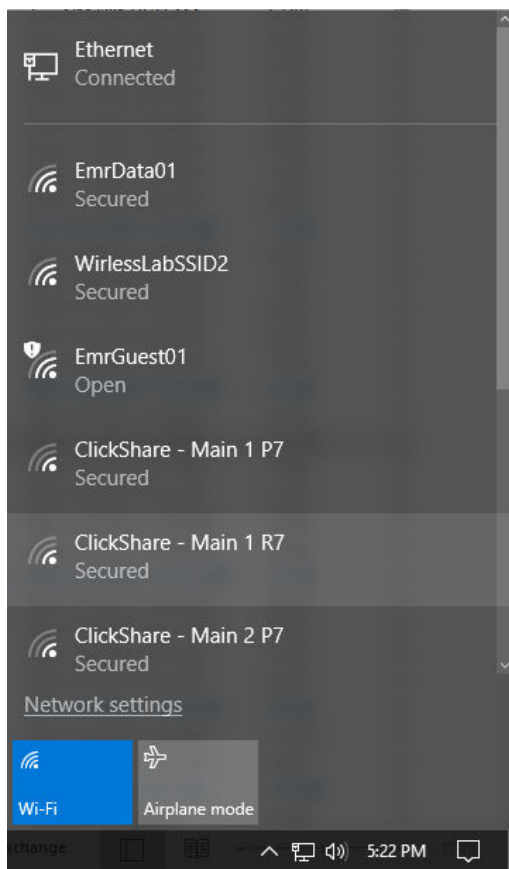 Ethernet
Connected
EmrData01
Secured
WirlessLabSSID2
Secured
EmrGuest01
Open
ClickShare - Main 1 P7
Secured
ClickShare - Main 1 R7
Secured
ClickShare - Main 2 P7
Secured
Network settings
Wi-Fi
Airplane mode
5:22 PM